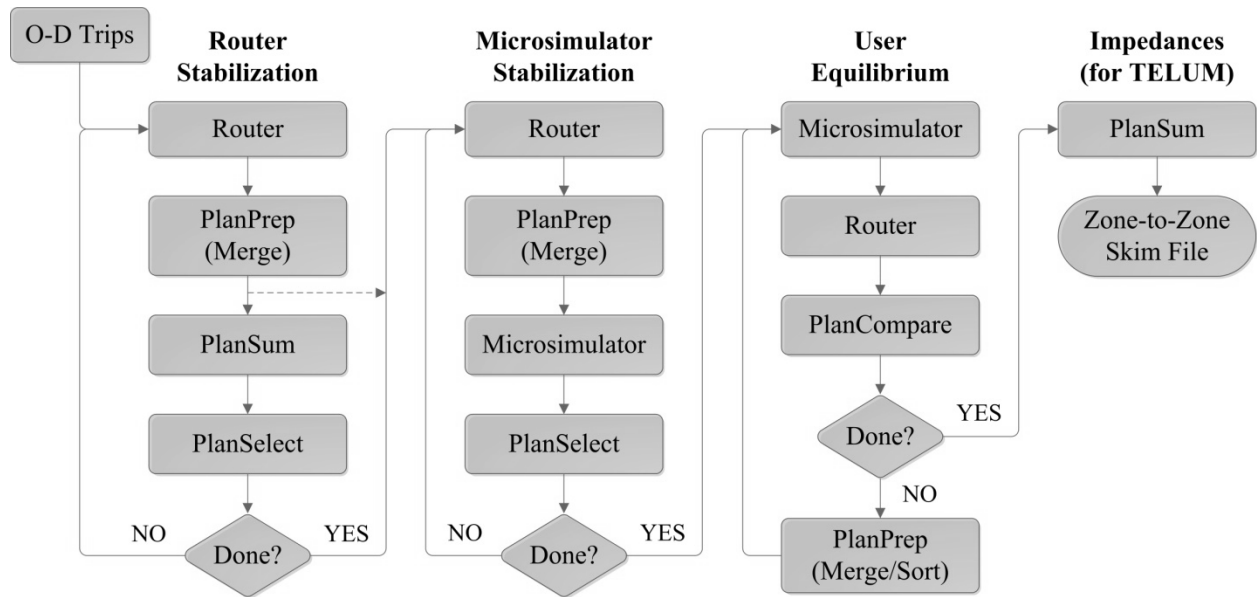 O-D Trips
Router
Stabilization
Router
PlanPrep
(Merge)
PlanSum
PlanSelect
Done?
NO
YES
Microsimulator
Stabilization
Router
PlanPrep
(Merge)
Microsimulator
PlanSelect
Done?
NO
YES
User
Equilibrium
Microsimulator
Router
PlanCompare
Done?
YES
NO
PlanPrep
(Merge/Sort)
Impedances
(for TELUM)
PlanSum
Zone-to-Zone
Skim File